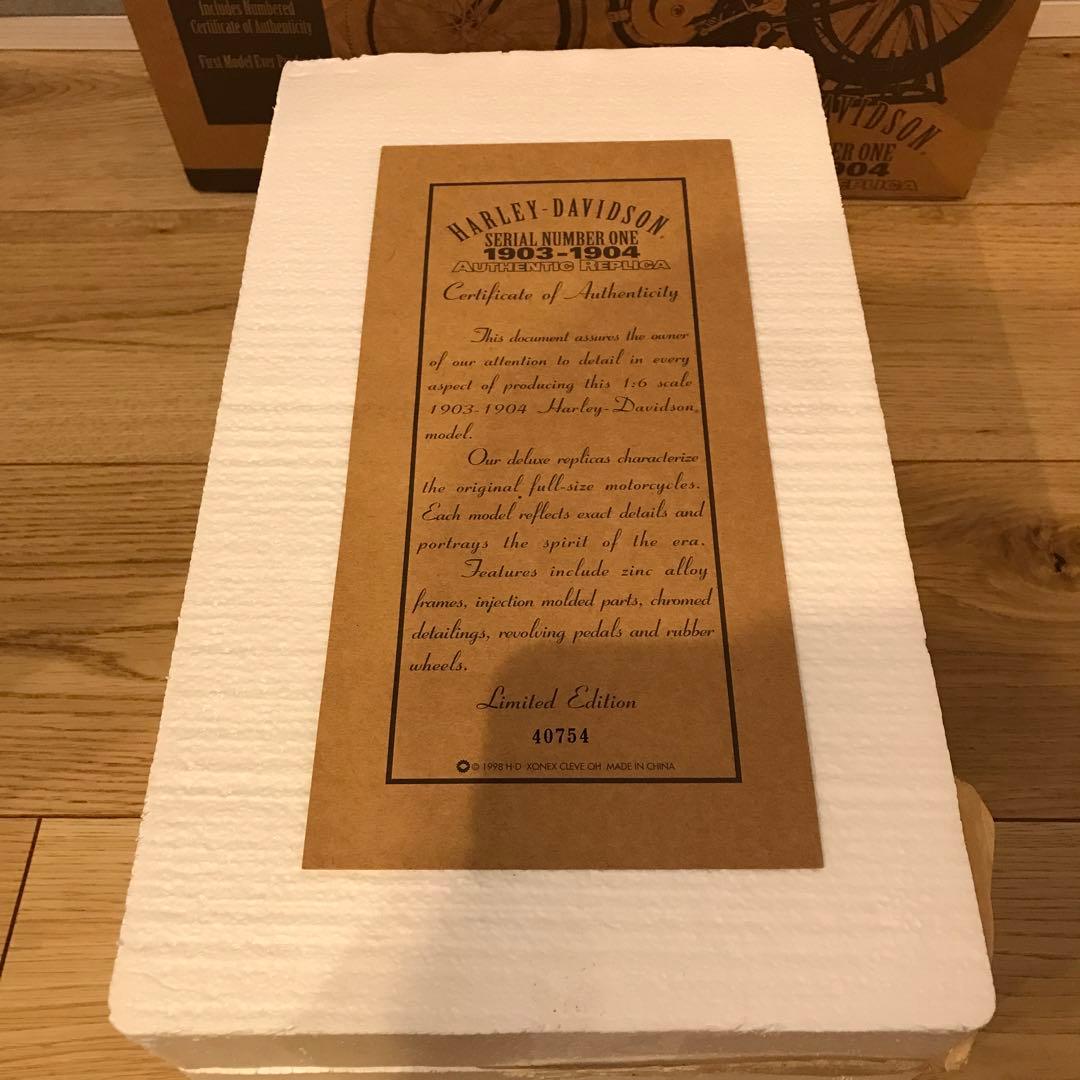 Includes Numbered
Certificate of Authenticity
First Model Ever
AVIDSON
ER ONE
904
EPLICA
HARLEY-DAVIDSON
SERIAL NUMBER ONE
1903-1904
AUTHENTIC REPLICA
Certificate of Authenticity
This document assures the owner
of our attention to detail in every
aspect of producing this 1:6 scale
1903-1904 Harley-Davidson®
model.
Our deluxe replicas characterize
the original full-size motorcycles.
Each model reflects exact details and
portrays the spirit of the era.
Features include zinc alloy
frames, injection molded parts, chromed
detailings, revolving pedals and rubber
wheels.
Limited Edition
40754
© 1998 H-D XONEX CLEVE OH MADE IN CHINA